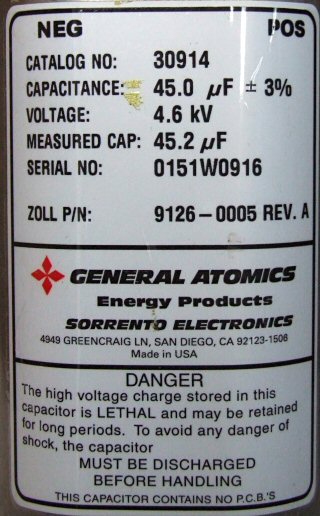 NEG POS
CATALOG NO: 30914
CAPACITANCE: 45.0 µF ± 3%
VOLTAGE: 4.6 kV
MEASURED CAP: 45.2 µF
SERIAL NO: 0151W0916
ZOLL P/N: 9126-0005 REV. A
GENERAL ATOMICS
Energy Products
SORRENTO ELECTRONICS
4949 GREENCRAIG LN, SAN DIEGO, CA 92123-1506
Made in USA
DANGER
The high voltage charge stored in this
capacitor is LETHAL and may be retained
for long periods. To avoid any danger of
shock, the capacitor
MUST BE DISCHARGED
BEFORE HANDLING
THIS CAPACITOR CONTAINS NO P.C.B.'S